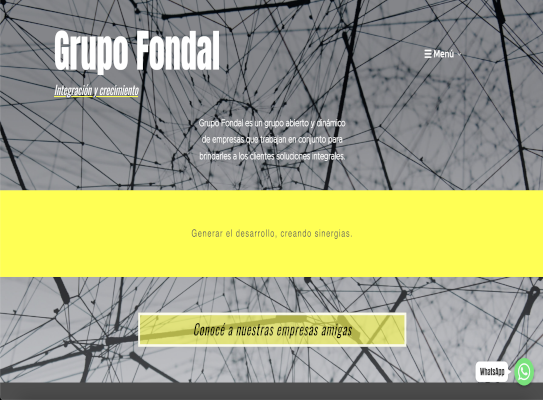 Grupo Fondal
Menú
Integración y crecimiento
Grupo Fondal es un grupo abierto y dinámico
de empresas que trabajan en conjunto para
brindarles a los clientes soluciones integrales.
Generar el desarrollo, creando sinergias.
Conocé a nuestras empresas amigas
WhatsApp